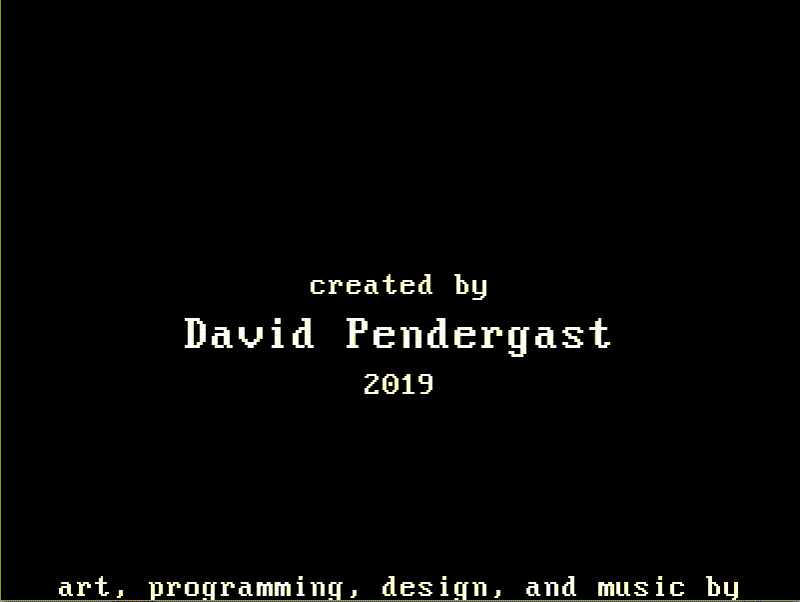 created by
David Pendergast
2019
art, programming, design, and music by